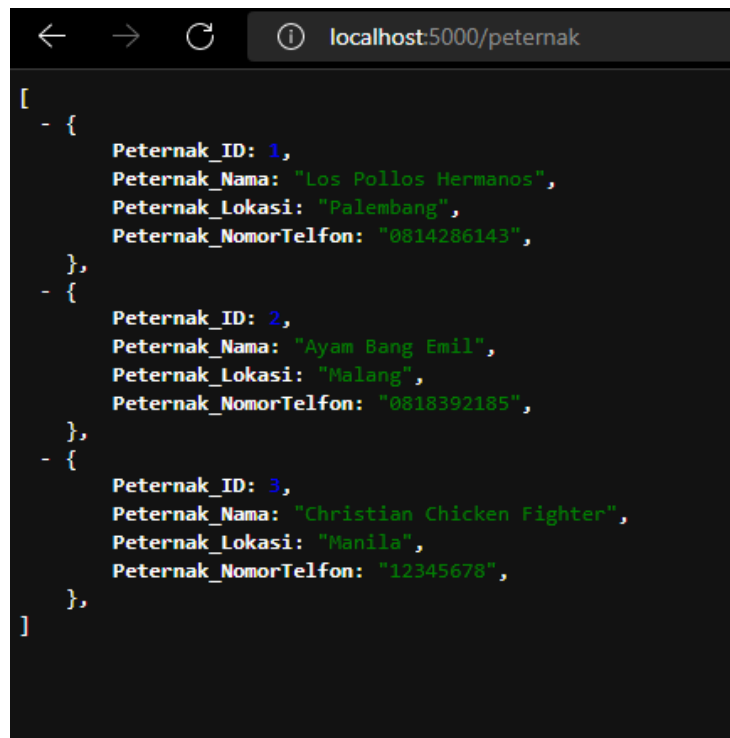 localhost:5000/peternak
[
- {
Peternak_ID: 1,
Peternak_Nama: "Los Pollos Hermanos",
Peternak_Lokasi: "Palembang",
Peternak_NomorTelfon: "0814286143",
},
- {
Peternak_ID: 2,
Peternak_Nama: "Ayam Bang Emil",
Peternak_Lokasi: "Malang",
Peternak_NomorTelfon: "0818392185",
},
- {
Peternak_ID: 3,
Peternak_Nama: "Christian Chicken Fighter",
Peternak_Lokasi: "Manila",
Peternak_NomorTelfon: "12345678",
},
]